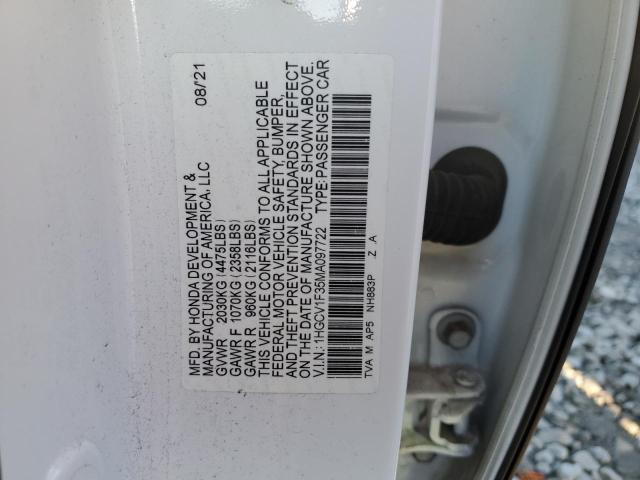 MFD. BY HONDA DEVELOPMENT & 08/21
MANUFACTURING OF AMERICA, LLC
GVWR 2030KG(4475LBS)
GAWR F 1070KG(2358LBS)
GAWR R 960KG(2116LBS)
THIS VEHICLE CONFORMS TO ALL APPLICABLE
FEDERAL MOTOR VEHICLE SAFETY, BUMPER,
AND THEFT PREVENTION STANDARDS IN EFFECT
ON THE DATE OF MANUFACTURE SHOWN ABOVE.
V.I.N.:1HGCV1F35MA097722 TYPE:PASSENGER CAR
TVA M AP5 NH883P .Z .A